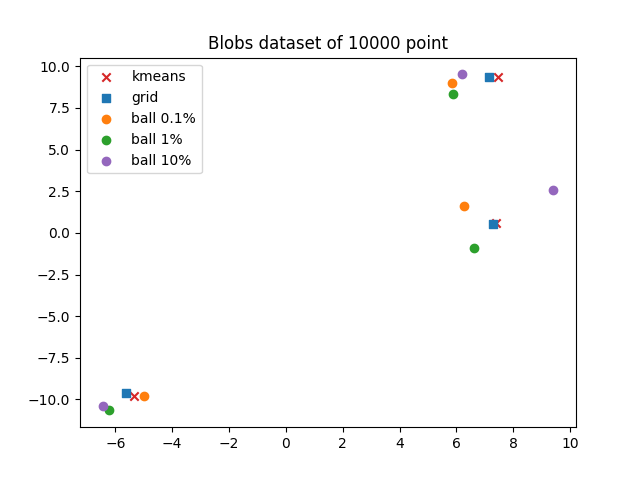 Blobs dataset of 10000 point
kmeans
grid
ball 0.1%
ball 1%
ball 10%
10.0
7.5
5.0
2.5
0.0
−2.5
−5.0
−7.5
−10.0
−6 −4 −2 0 2 4 6 8 10